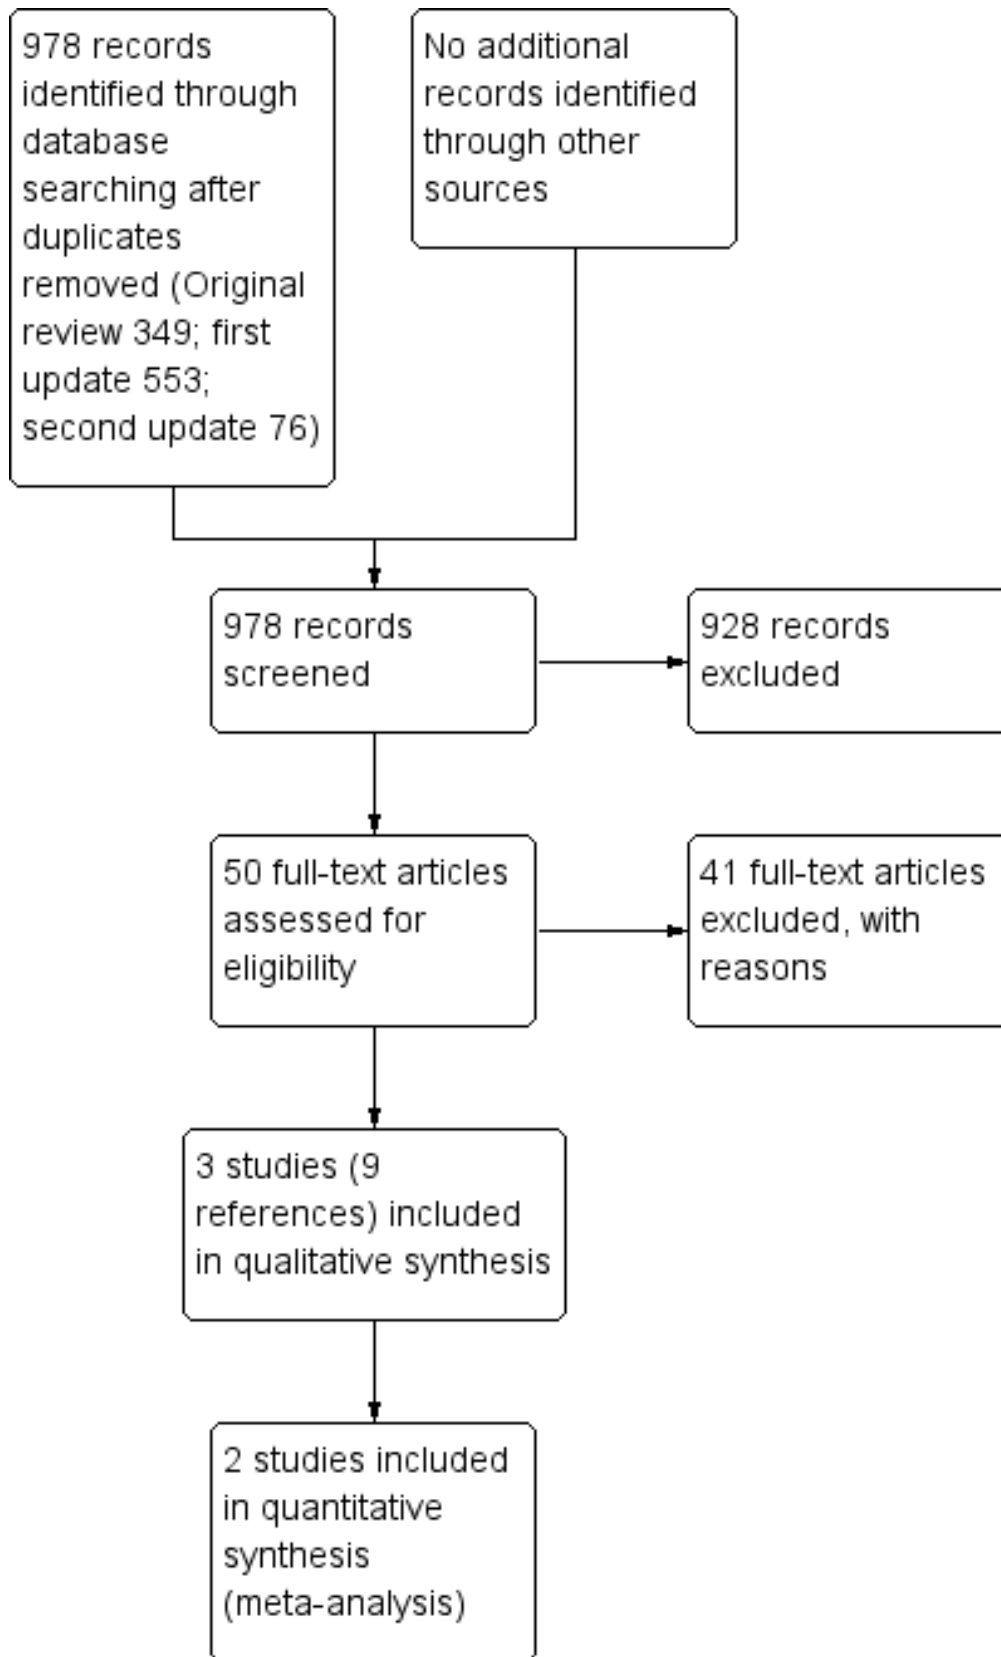 978 records
identified through
database
searching after
duplicates
removed (Original
review 349; first
update 553;
second update 76)
No additional
records identified
through other
sources
978 records
screened
928 records
excluded
50 full-text articles
assessed for
eligibility
41 full-text articles
excluded, with
reasons
3 studies (9
references) included
in qualitative synthesis
2 studies included
in quantitative
synthesis
(meta-analysis)